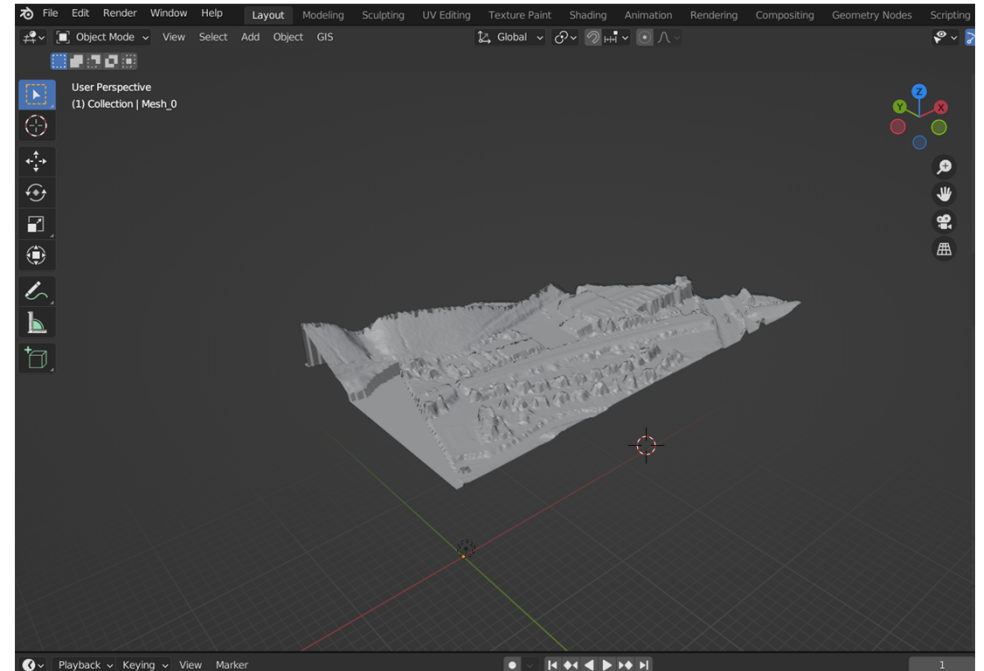 File Edit Render Window Help Layout Modeling Sculpting UV Editing Texture Paint Shading Animation Rendering Compositing Geometry Nodes Scripting
Object Mode View Select Add Object GIS Global
User Perspective
(1) Collection | Mesh_0
Z
Y X
Playback Keying View Marker 1